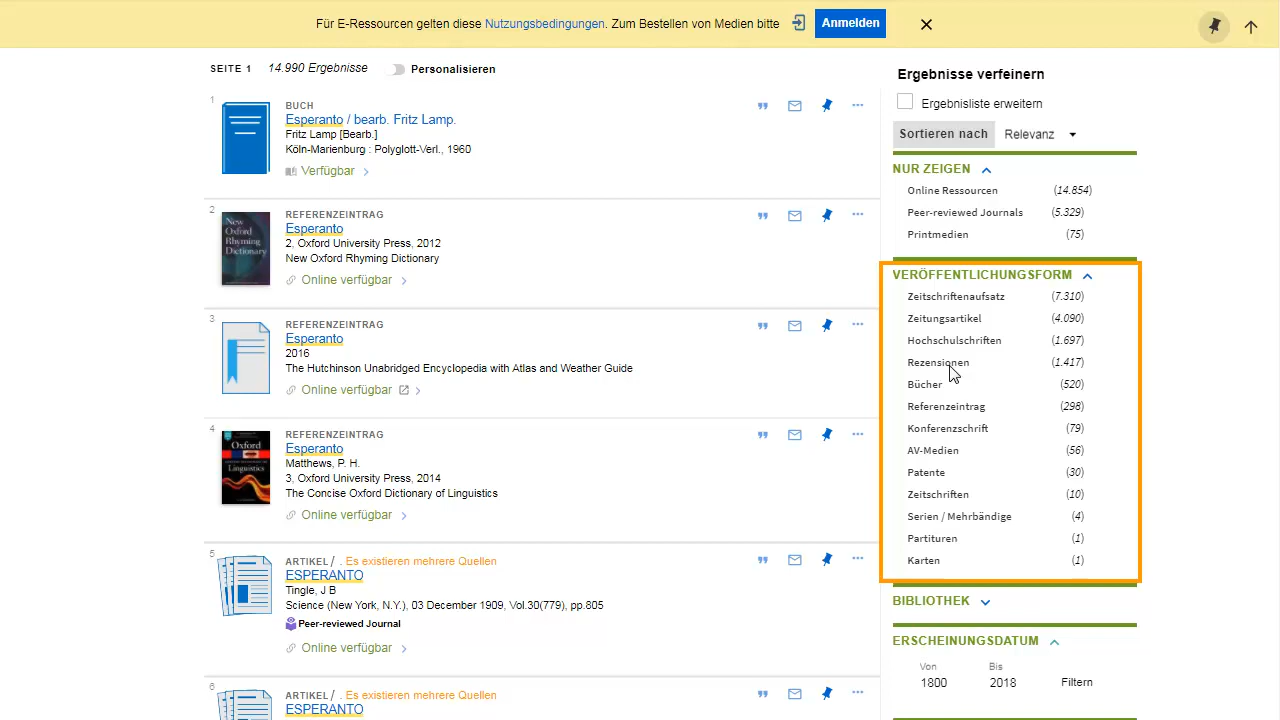 Für E-Ressourcen gelten diese Nutzungsbedingungen. Zum Bestellen von Medien bitte Anmelden
SEITE 1 14.990 Ergebnisse Personalisieren
1
BUCH
Esperanto / bearb. Fritz Lamp.
Fritz Lamp [Bearb.]
Köln-Marienburg : Polyglott-Verl., 1960
Verfügbar
2
New Oxford Rhyming Dictionary
REFERENZEINTRAG
Esperanto
2, Oxford University Press, 2012
New Oxford Rhyming Dictionary
Online verfügbar
3
REFERENZEINTRAG
Esperanto
2016
The Hutchinson Unabridged Encyclopedia with Atlas and Weather Guide
Online verfügbar
4
Oxford
Linguistics
REFERENZEINTRAG
Esperanto
Matthews, P. H.
3, Oxford University Press, 2014
The Concise Oxford Dictionary of Linguistics
Online verfügbar
5
ARTIKEL/ . Es existieren mehrere Quellen
ESPERANTO
Tingle, J B
Science (New York, N.Y.), 03 December 1909, Vol.30(779), pp.805
Peer-reviewed Journal
Online verfügbar
6
ARTIKEL/ . Es existieren mehrere Quellen
ESPERANTO
Ergebnisse verfeinern
Ergebnisliste erweitern
Sortieren nach Relevanz
NUR ZEIGEN
Online Ressourcen (14.854)
Peer-reviewed Journals (5.329)
Printmedien (75)
VERÖFFENTLICHUNGSFORM
Zeitschriftenaufsatz (7.310)
Zeitungsartikel (4.090)
Hochschulschriften (1.697)
Rezensionen (1.417)
Bücher (520)
Referenzeintrag (298)
Konferenzschrift (79)
AV-Medien (56)
Patente (30)
Zeitschriften (10)
Serien / Mehrbändige (4)
Partituren (1)
Karten (1)
BIBLIOTHEK
ERSCHEINUNGSDATUM
Von Bis
1800 2018 Filtern